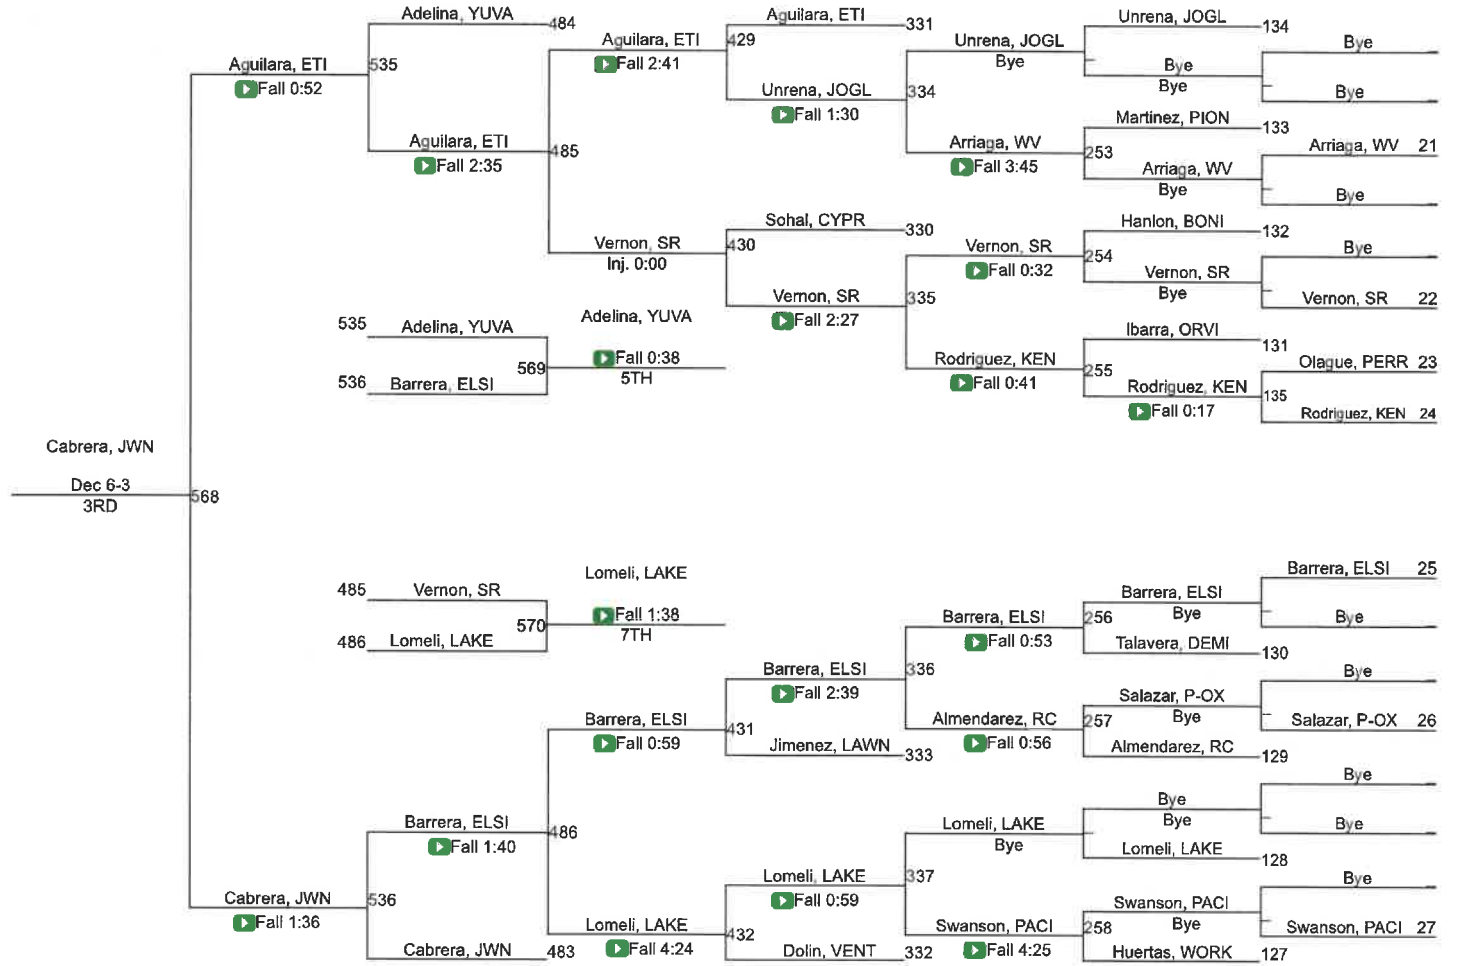 Adelina, YUVA 484
Aguilara, ETI 331
Unrena, JOGL 134
Bye
Aguilara, ETI 429
Unrena, JOGL
Bye
Aguilara, ETI 535
Fall 2:41
Bye
Bye
Fall 0:52
Unrena, JOGL 334
Fall 1:30
Bye
Martinez, PION 133
Aguilara, ETI 485
Fall 2:35
Arriaga, WV 253
Fall 3:45
Arriaga, WV 21
Arriaga, WV
Bye
Bye
Sohal, CYPR 330
Hanlon, BONI 132
Vernon, SR 430
Inj. 0:00
Vernon, SR 254
Fall 0:32
Bye
Vernon, SR
Bye
Vernon, SR 335
Fall 2:27
Vernon, SR 22
535 Adelina, YUVA
Adelina, YUVA
Ibarra, ORVI 131
569 Fall 0:38
5TH
Rodriguez, KEN 255
Fall 0:41
Olague, PERR 23
536 Barrera, ELSI
Rodriguez, KEN 135
Fall 0:17
Rodriguez, KEN 24
Cabrera, JWN
Dec 6-3 568
3RD
Lomeli, LAKE
Barrera, ELSI 25
485 Vernon, SR
Barrera, ELSI
Bye
570 Fall 1:38
7TH
Barrera, ELSI 256
Fall 0:53
Bye
486 Lomeli, LAKE
Talavera, DEMI 130
Barrera, ELSI 336
Fall 2:39
Bye
Salazar, P-OX
Bye
Barrera, ELSI 431
Fall 0:59
Almendarez, RC 257
Fall 0:56
Salazar, P-OX 26
Jimenez, LAWN 333
Almendarez, RC 129
Bye
Bye
Bye
Barrera, ELSI 486
Fall 1:40
Lomeli, LAKE
Bye
Bye
Lomeli, LAKE 128
Lomeli, LAKE 337
Fall 0:59
Bye
Cabrera, JWN 536
Fall 1:36
Swanson, PACI
Bye
Lomeli, LAKE 432
Fall 4:24
Swanson, PACI 258
Fall 4:25
Swanson, PACI 27
Cabrera, JWN 483
Dolin, VENT 332
Huertas, WORK 127